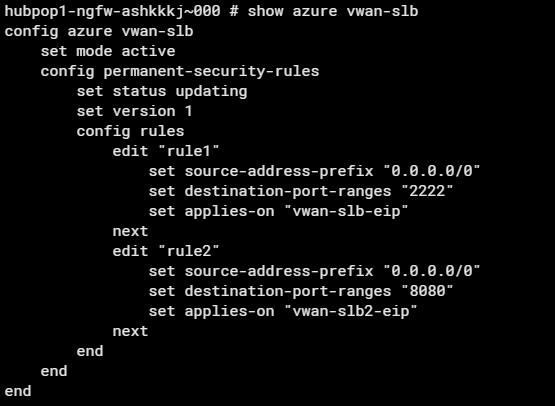 hubpop1-ngfw-ashkkkj~000 # show azure vwan-slb
config azure vwan-slb
    set mode active
    config permanent-security-rules
        set status updating
        set version 1
        config rules
            edit "rule1"
                set source-address-prefix "0.0.0.0/0"
                set destination-port-ranges "2222"
                set applies-on "vwan-slb-eip"
            next
            edit "rule2"
                set source-address-prefix "0.0.0.0/0"
                set destination-port-ranges "8080"
                set applies-on "vwan-slb2-eip"
            next
        end
    end
end